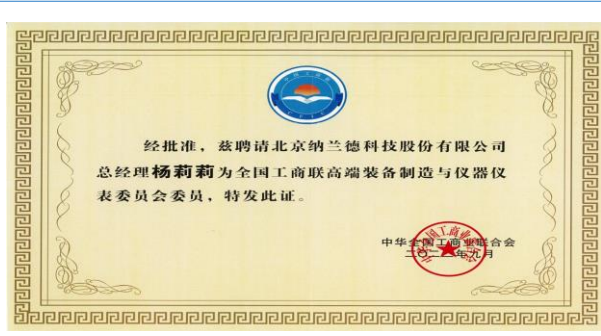 经批准，兹聘请北京纳兰德科技股份有限公司
总经理杨莉莉为全国工商联高端装备制造与仪器仪
表委员会委员，特发此证。
中华全国工商业联合会